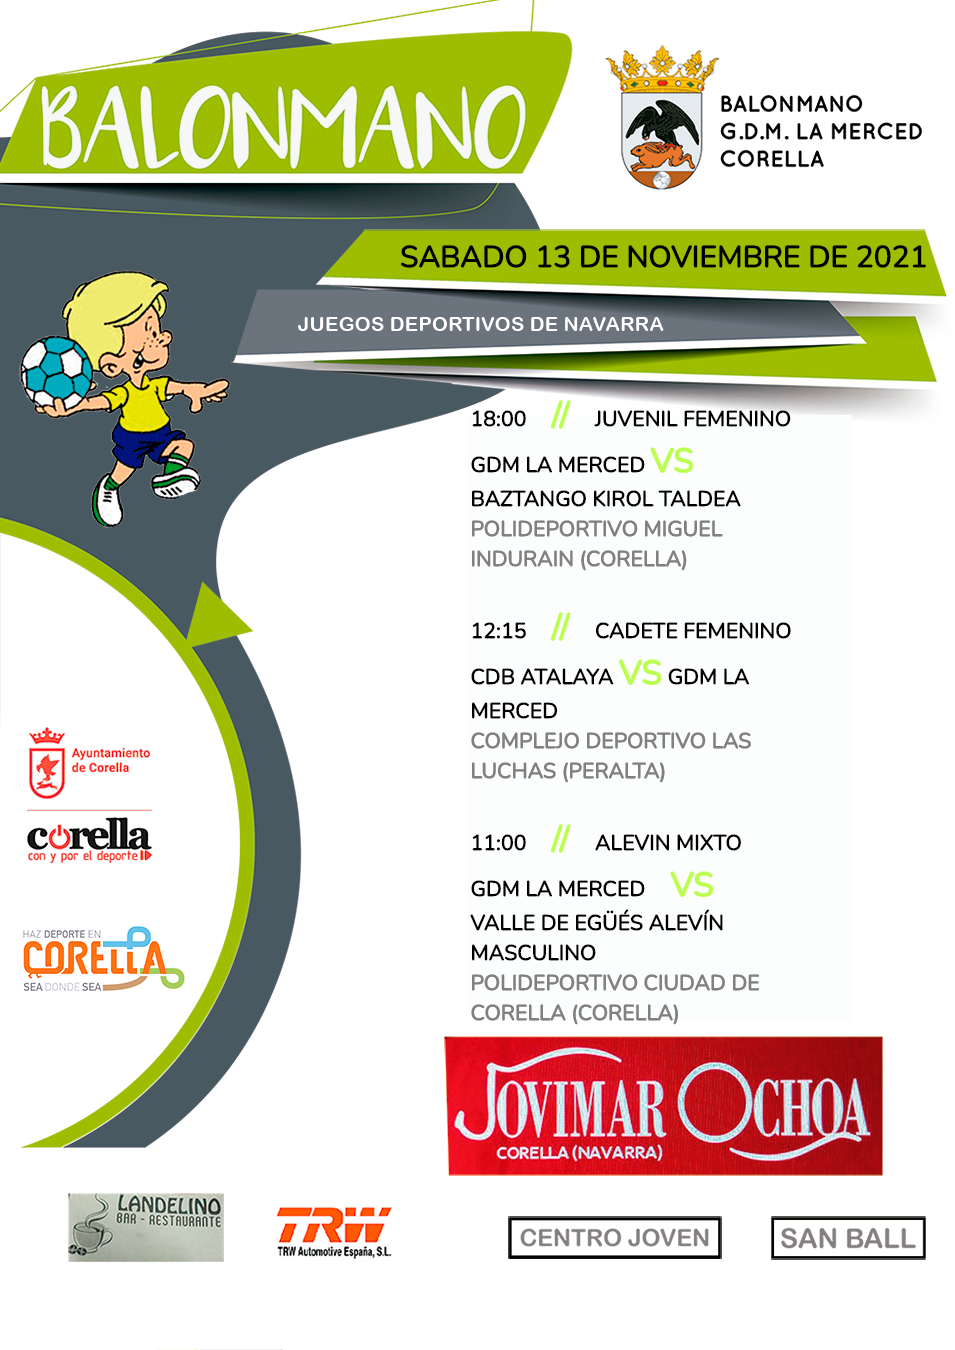 BALONMANO
BALONMANO
G.D.M. LA MERCED
CORELLA
SABADO 13 DE NOVIEMBRE DE 2021
JUEGOS DEPORTIVOS DE NAVARRA
18:00 // JUVENIL FEMENINO
GDM LA MERCED VS
BAZTANGO KIROL TALDEA
POLIDEPORTIVO MIGUEL
INDURAIN (CORELLA)
12:15 // CADETE FEMENINO
CDB ATALAYA VS GDM LA
MERCED
COMPLEJO DEPORTIVO LAS
LUCHAS (PERALTA)
11:00 // ALEVIN MIXTO
GDM LA MERCED VS
VALLE DE EGÜÉS ALEVÍN
MASCULINO
POLIDEPORTIVO CIUDAD DE
CORELLA (CORELLA)
Ayuntamiento
de Corella
corella
con y por el deporte
HAZ DEPORTE EN
CORELLA
SEA DONDE SEA
JOVIMAR OCHOA
CORELLA (NAVARRA)
LANDELINO
BAR - RESTAURANTE
TRW
TRW Automotive España, S.L.
CENTRO JOVEN
SAN BALL